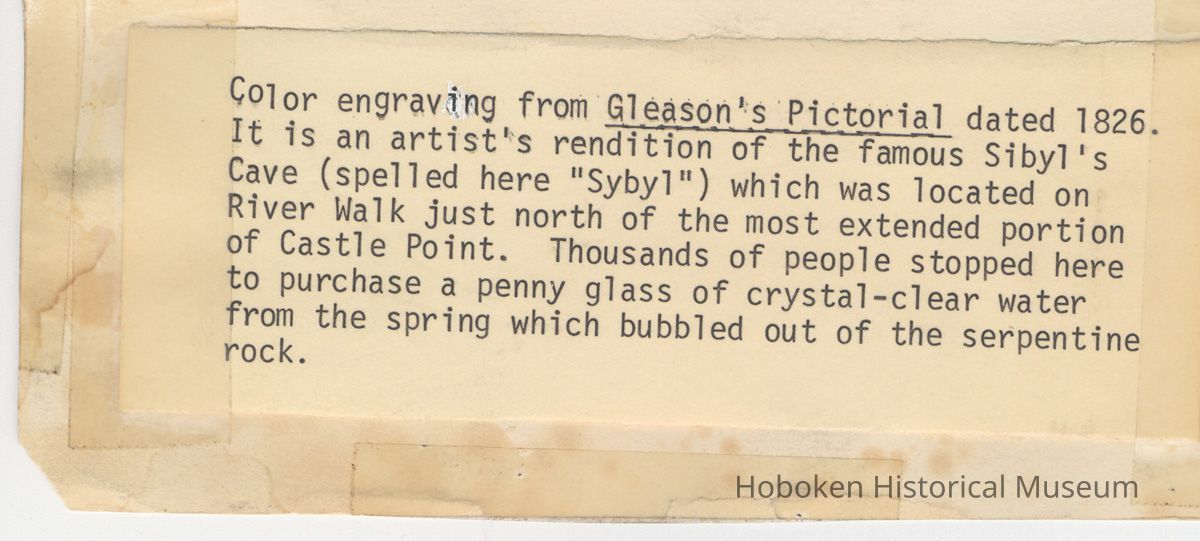 Color engraving from Gleason's Pictorial dated 1826.
It is an artist's rendition of the famous Sibyl's
Cave (spelled here "Sybyl") which was located on
River Walk just north of the most extended portion
of Castle Point.  Thousands of people stopped here
to purchase a penny glass of crystal-clear water
from the spring which bubbled out of the serpentine
rock.
Hoboken Historical Museum